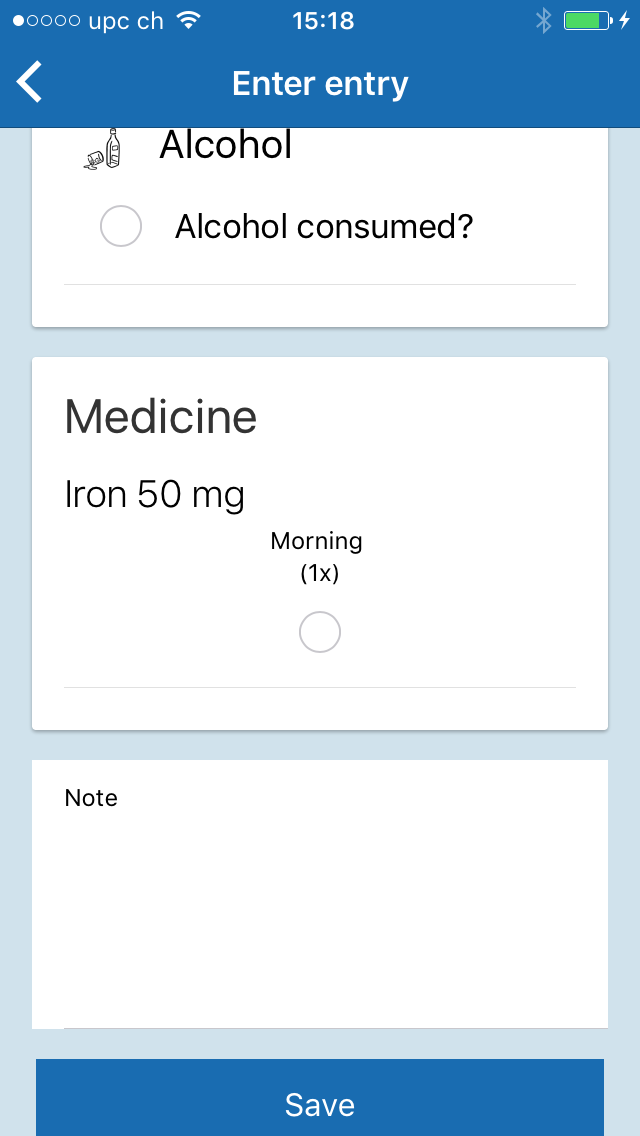 upc ch 15:18
Enter entry
Alcohol
Alcohol consumed?
Medicine
Iron 50 mg
Morning
(1x)
Note
Save